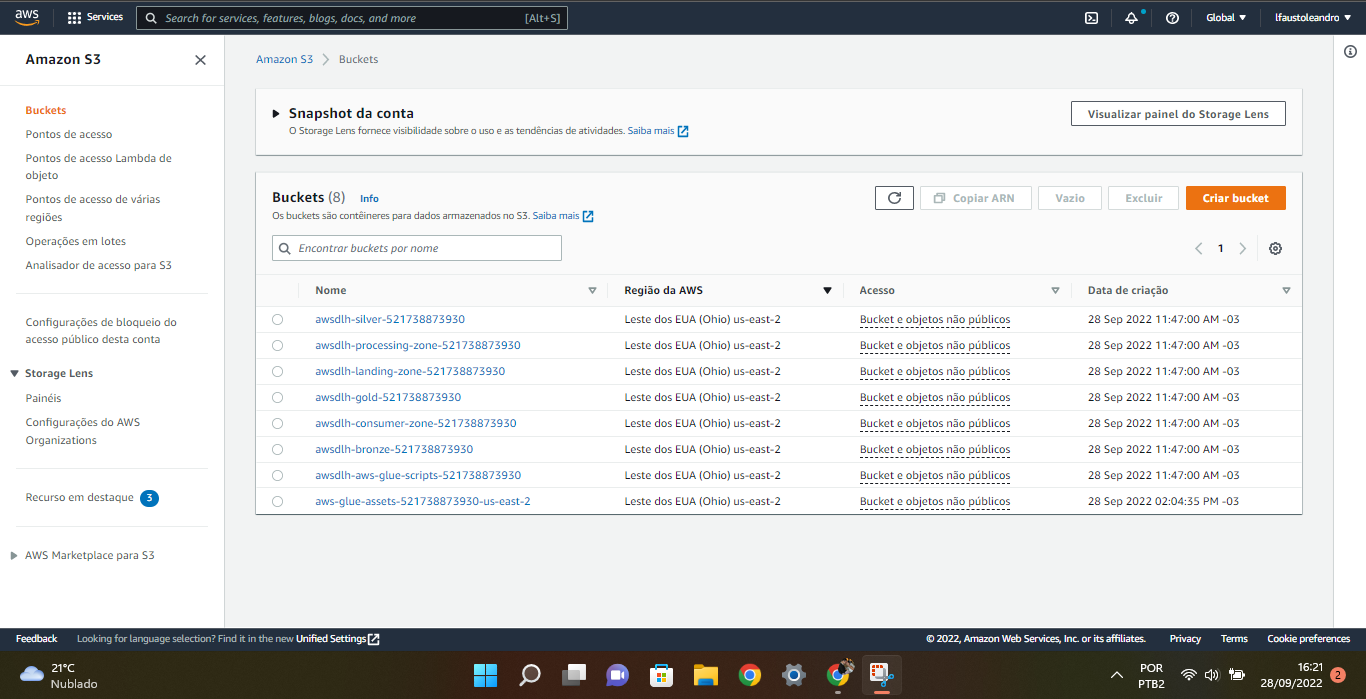 aws
Services
Search for services, features, blogs, docs, and more
[Alt+S]
Global
lfaustoleandro
Amazon S3
Buckets
Pontos de acesso
Pontos de acesso Lambda de
objeto
Pontos de acesso de várias
regiões
Operações em lotes
Analisador de acesso para S3
Configurações de bloqueio do
acesso público desta conta
Storage Lens
Painéis
Configurações do AWS
Organizations
Recurso em destaque 3
AWS Marketplace para S3
Amazon S3 Buckets
Snapshot da conta
O Storage Lens fornece visibilidade sobre o uso e as tendências de atividades. Saiba mais
Visualizar painel do Storage Lens
Buckets (8) Info
Os buckets são contêineres para dados armazenados no S3. Saiba mais
Copiar ARN
Vazio
Excluir
Criar bucket
Encontrar buckets por nome
1
Nome Região da AWS Acesso Data de criação
awsdlh-silver-521738873930 Leste dos EUA (Ohio) us-east-2 Bucket e objetos não públicos 28 Sep 2022 11:47:00 AM -03
awsdlh-processing-zone-521738873930 Leste dos EUA (Ohio) us-east-2 Bucket e objetos não públicos 28 Sep 2022 11:47:00 AM -03
awsdlh-landing-zone-521738873930 Leste dos EUA (Ohio) us-east-2 Bucket e objetos não públicos 28 Sep 2022 11:47:00 AM -03
awsdlh-gold-521738873930 Leste dos EUA (Ohio) us-east-2 Bucket e objetos não públicos 28 Sep 2022 11:47:00 AM -03
awsdlh-consumer-zone-521738873930 Leste dos EUA (Ohio) us-east-2 Bucket e objetos não públicos 28 Sep 2022 11:47:00 AM -03
awsdlh-bronze-521738873930 Leste dos EUA (Ohio) us-east-2 Bucket e objetos não públicos 28 Sep 2022 11:47:00 AM -03
awsdlh-aws-glue-scripts-521738873930 Leste dos EUA (Ohio) us-east-2 Bucket e objetos não públicos 28 Sep 2022 11:47:00 AM -03
aws-glue-assets-521738873930-us-east-2 Leste dos EUA (Ohio) us-east-2 Bucket e objetos não públicos 28 Sep 2022 02:04:35 PM -03
Feedback Looking for language selection? Find it in the new Unified Settings
© 2022, Amazon Web Services, Inc. or its affiliates. Privacy Terms Cookie preferences
21°C
Nublado
POR
PTB2
16:21
28/09/2022
2